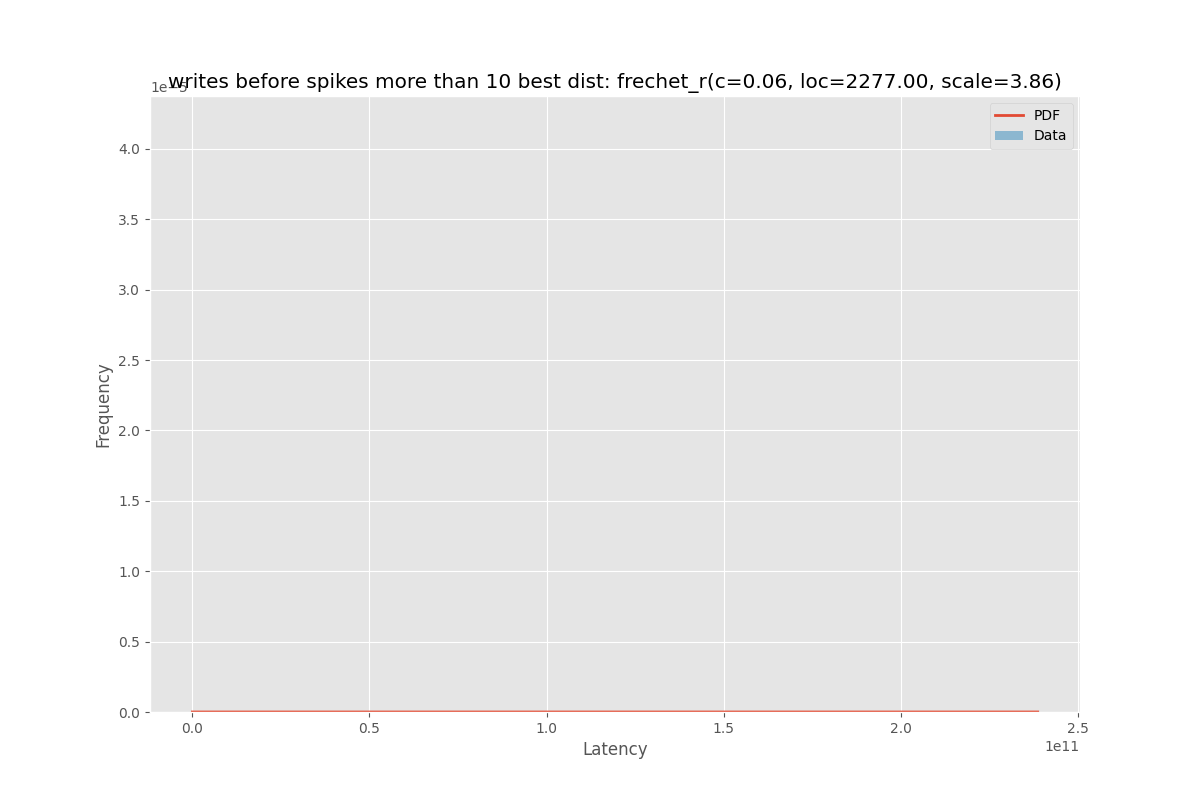 writes before spikes more than 10 best dist: frechet_r(c=0.06, loc=2277.00, scale=3.86)
PDF
Data
4.0
3.5
3.0
2.5
2.0
1.5
1.0
0.5
0.0
Frequency
0.0 0.5 1.0 1.5 2.0 2.5
1e11
Latency